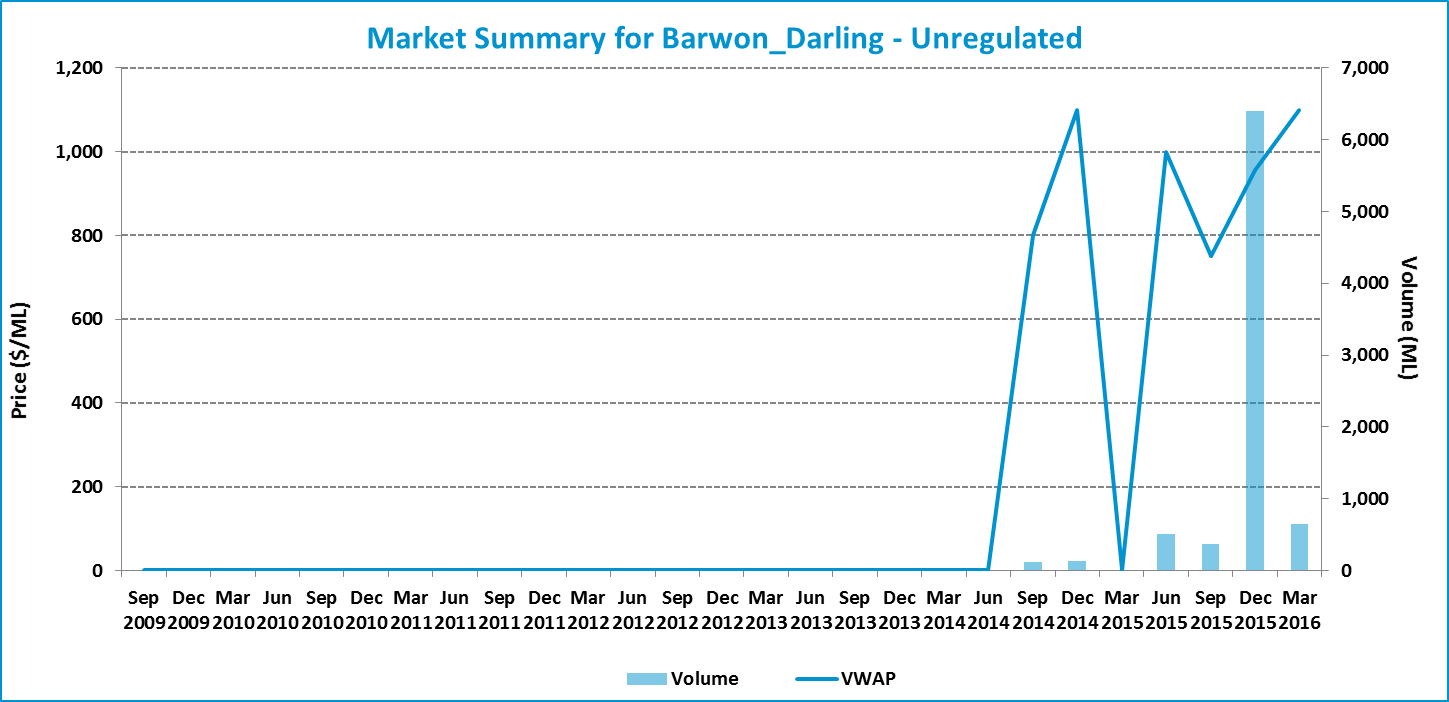 Market Summary for Barwon_Darling - Unregulated
1,200
1,000
800
600
400
200
0
Price ($/ML)
7,000
6,000
5,000
4,000
3,000
2,000
1,000
0
Volume (ML)
Sep Dec Mar Jun Sep Dec Mar Jun Sep Dec Mar Jun Sep Dec Mar Jun Sep Dec Mar Jun Sep Dec Mar Jun Sep Dec Mar
2009 2009 2010 2010 2010 2010 2011 2011 2011 2011 2012 2012 2012 2012 2013 2013 2013 2013 2014 2014 2014 2014 2015 2015 2015 2015 2016
Volume VWAP